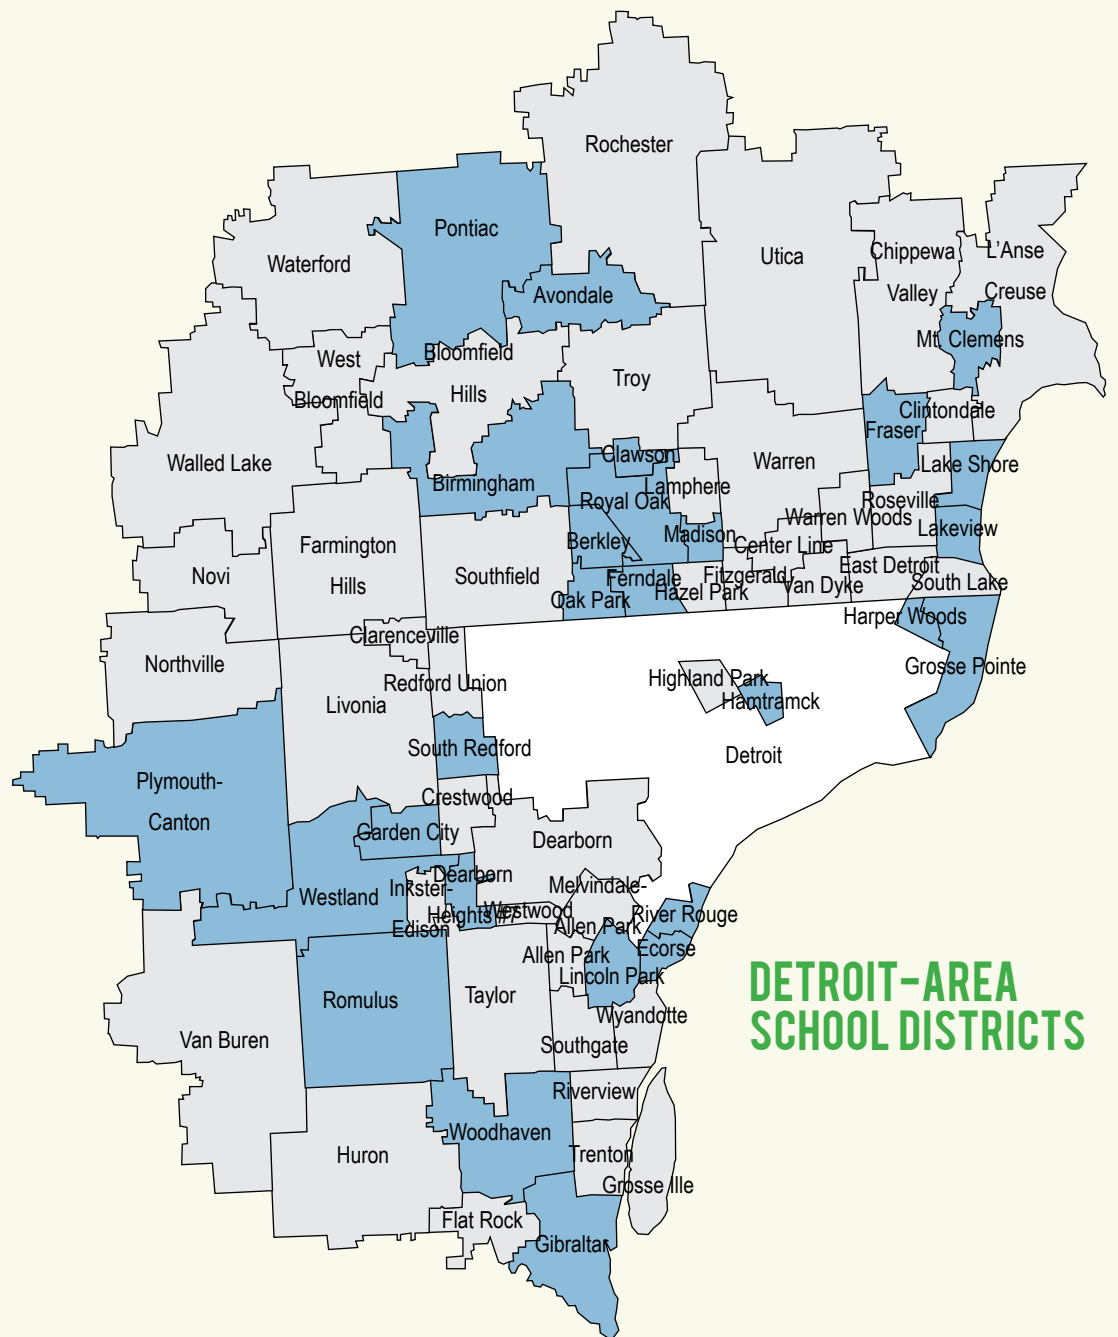 Rochester
Pontiac
Waterford
Utica
Chippewa
Valley
L'Anse
Creuse
Avondale
Mt. Clemens
West
Bloomfield
Bloomfield
Hills
Troy
Clintondale
Fraser
Walled Lake
Birmingham
Clawson
Warren
Lake Shore
Royal Oak
Lamphere
Roseville
Warren Woods
Lakeview
Farmington
Hills
Berkley
Madison
Center Line
Novi
Southfield
Ferndale
Fitzgerald
East Detroit
Oak Park
Hazel Park
Van Dyke
South Lake
Harper Woods
Clarenceville
Northville
Grosse Pointe
Redford Union
Highland Park
Livonia
Hamtramck
South Redford
Detroit
Plymouth-
Canton
Crestwood
Garden City
Dearborn
Dearborn
Heights #7
Westland
Inkster-
Edison
Westwood
Melvindale-
Allen Park
River Rouge
Allen Park
Ecorse
Lincoln Park
Romulus
Taylor
Wyandotte
Van Buren
Southgate
DETROIT-AREA
SCHOOL DISTRICTS
Riverview
Woodhaven
Huron
Trenton
Grosse Ille
Flat Rock
Gibraltar